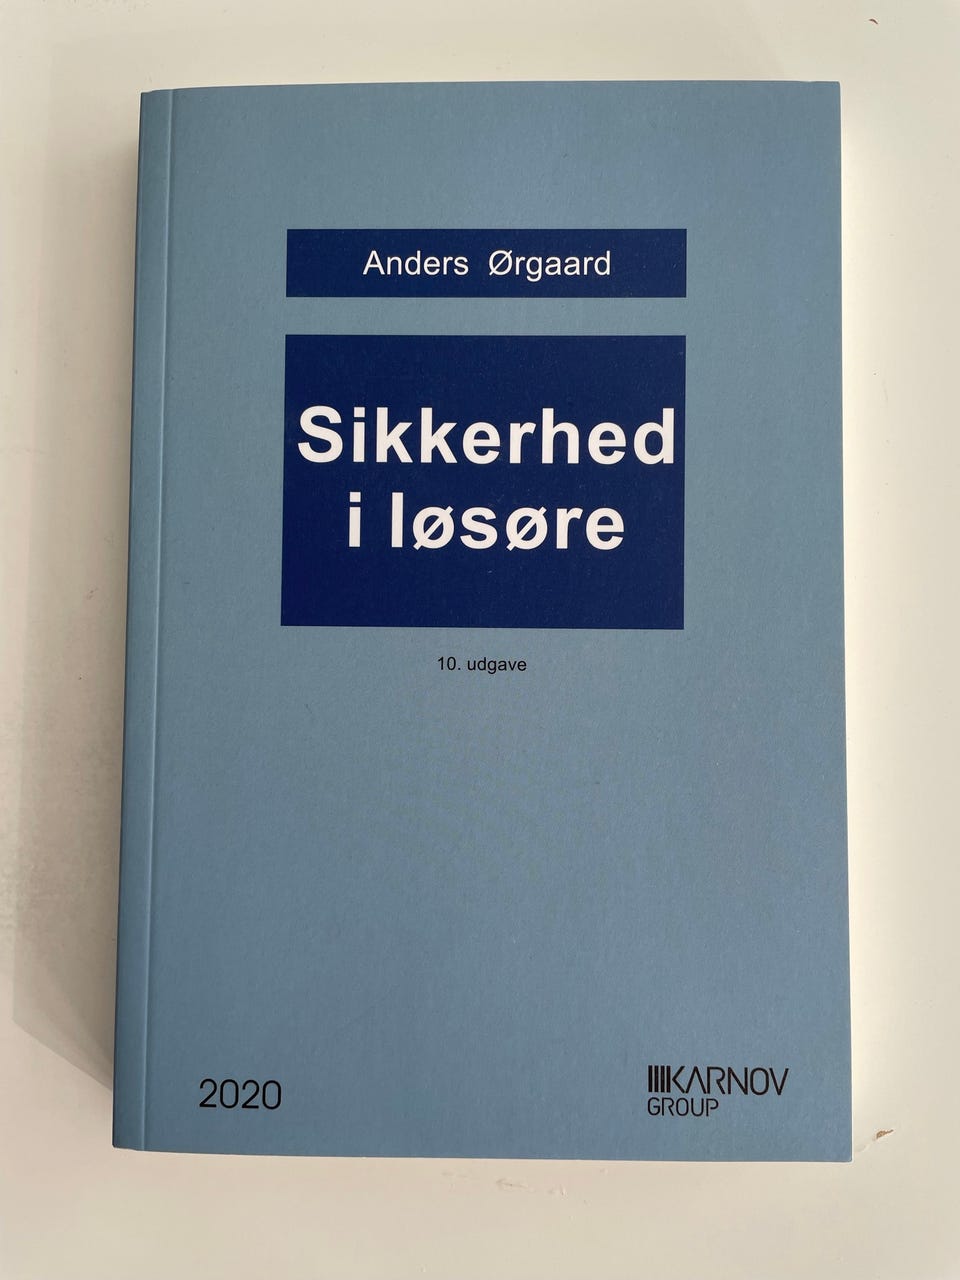 Anders Ørgaard
Sikkerhed
i løsøre
10. udgave
2020
KARNOV
GROUP